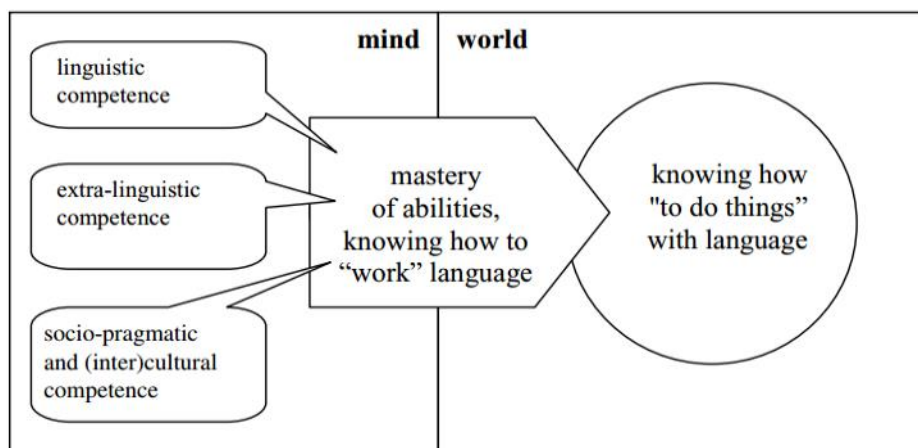 mind
world
linguistic
competence
extra-linguistic
competence
socio-pragmatic
and (inter)cultural
competence
mastery
of abilities,
knowing how to
“work” language
knowing how
"to do things”
with language